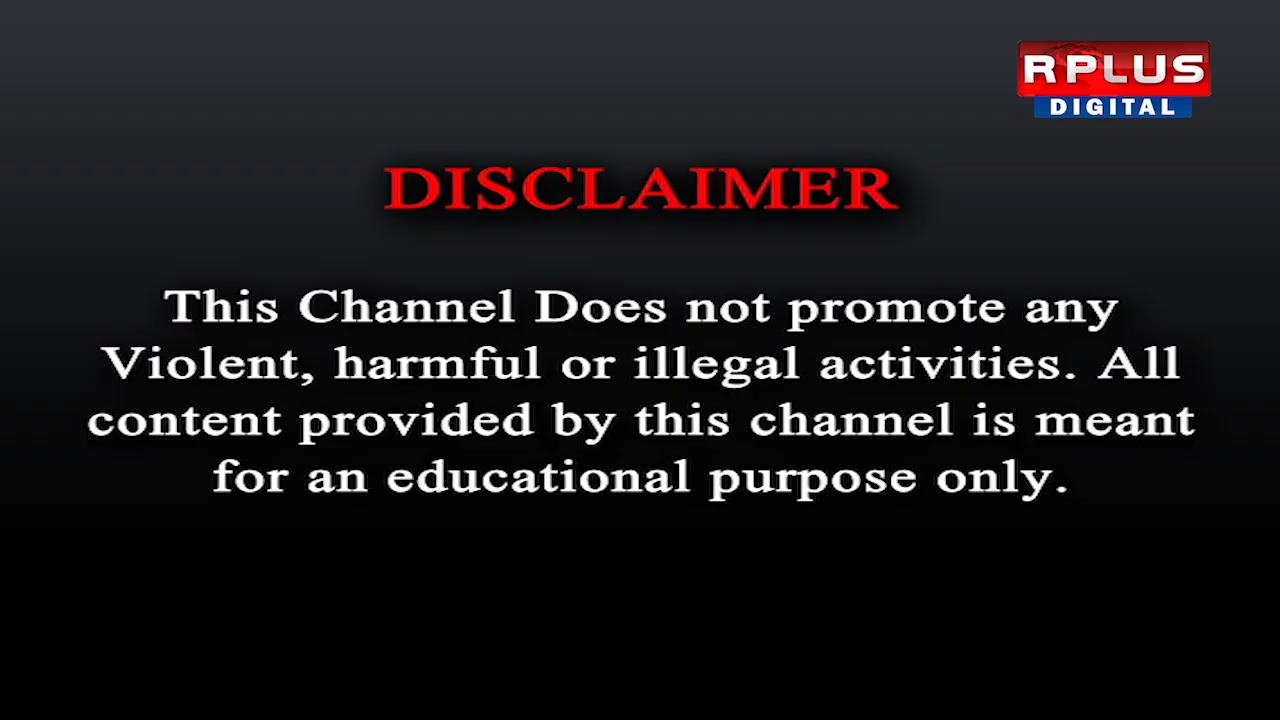 RPLUS
DIGITAL
DISCLAIMER
This Channel Does not promote any
Violent, harmful or illegal activities. All
content provided by this channel is meant
for an educational purpose only.